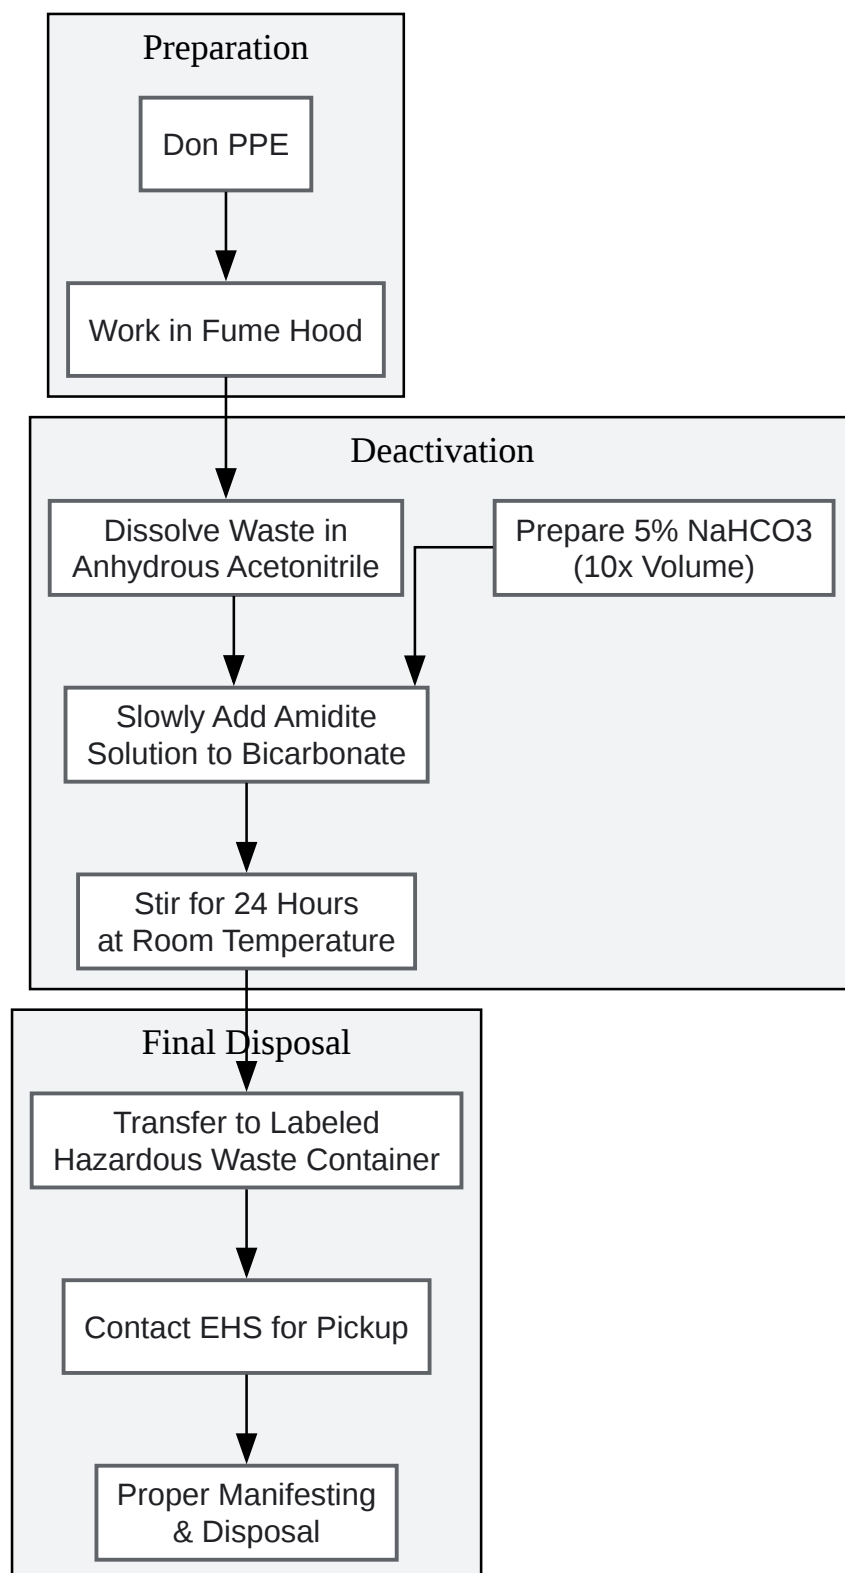 Preparation
Don PPE
Work in Fume Hood
Deactivation
Dissolve Waste in
Anhydrous Acetonitrile
Prepare 5% NaHCO3
(10x Volume)
Slowly Add Amidite
Solution to Bicarbonate
Stir for 24 Hours
at Room Temperature
Final Disposal
Transfer to Labeled
Hazardous Waste Container
Contact EHS for Pickup
Proper Manifesting
& Disposal